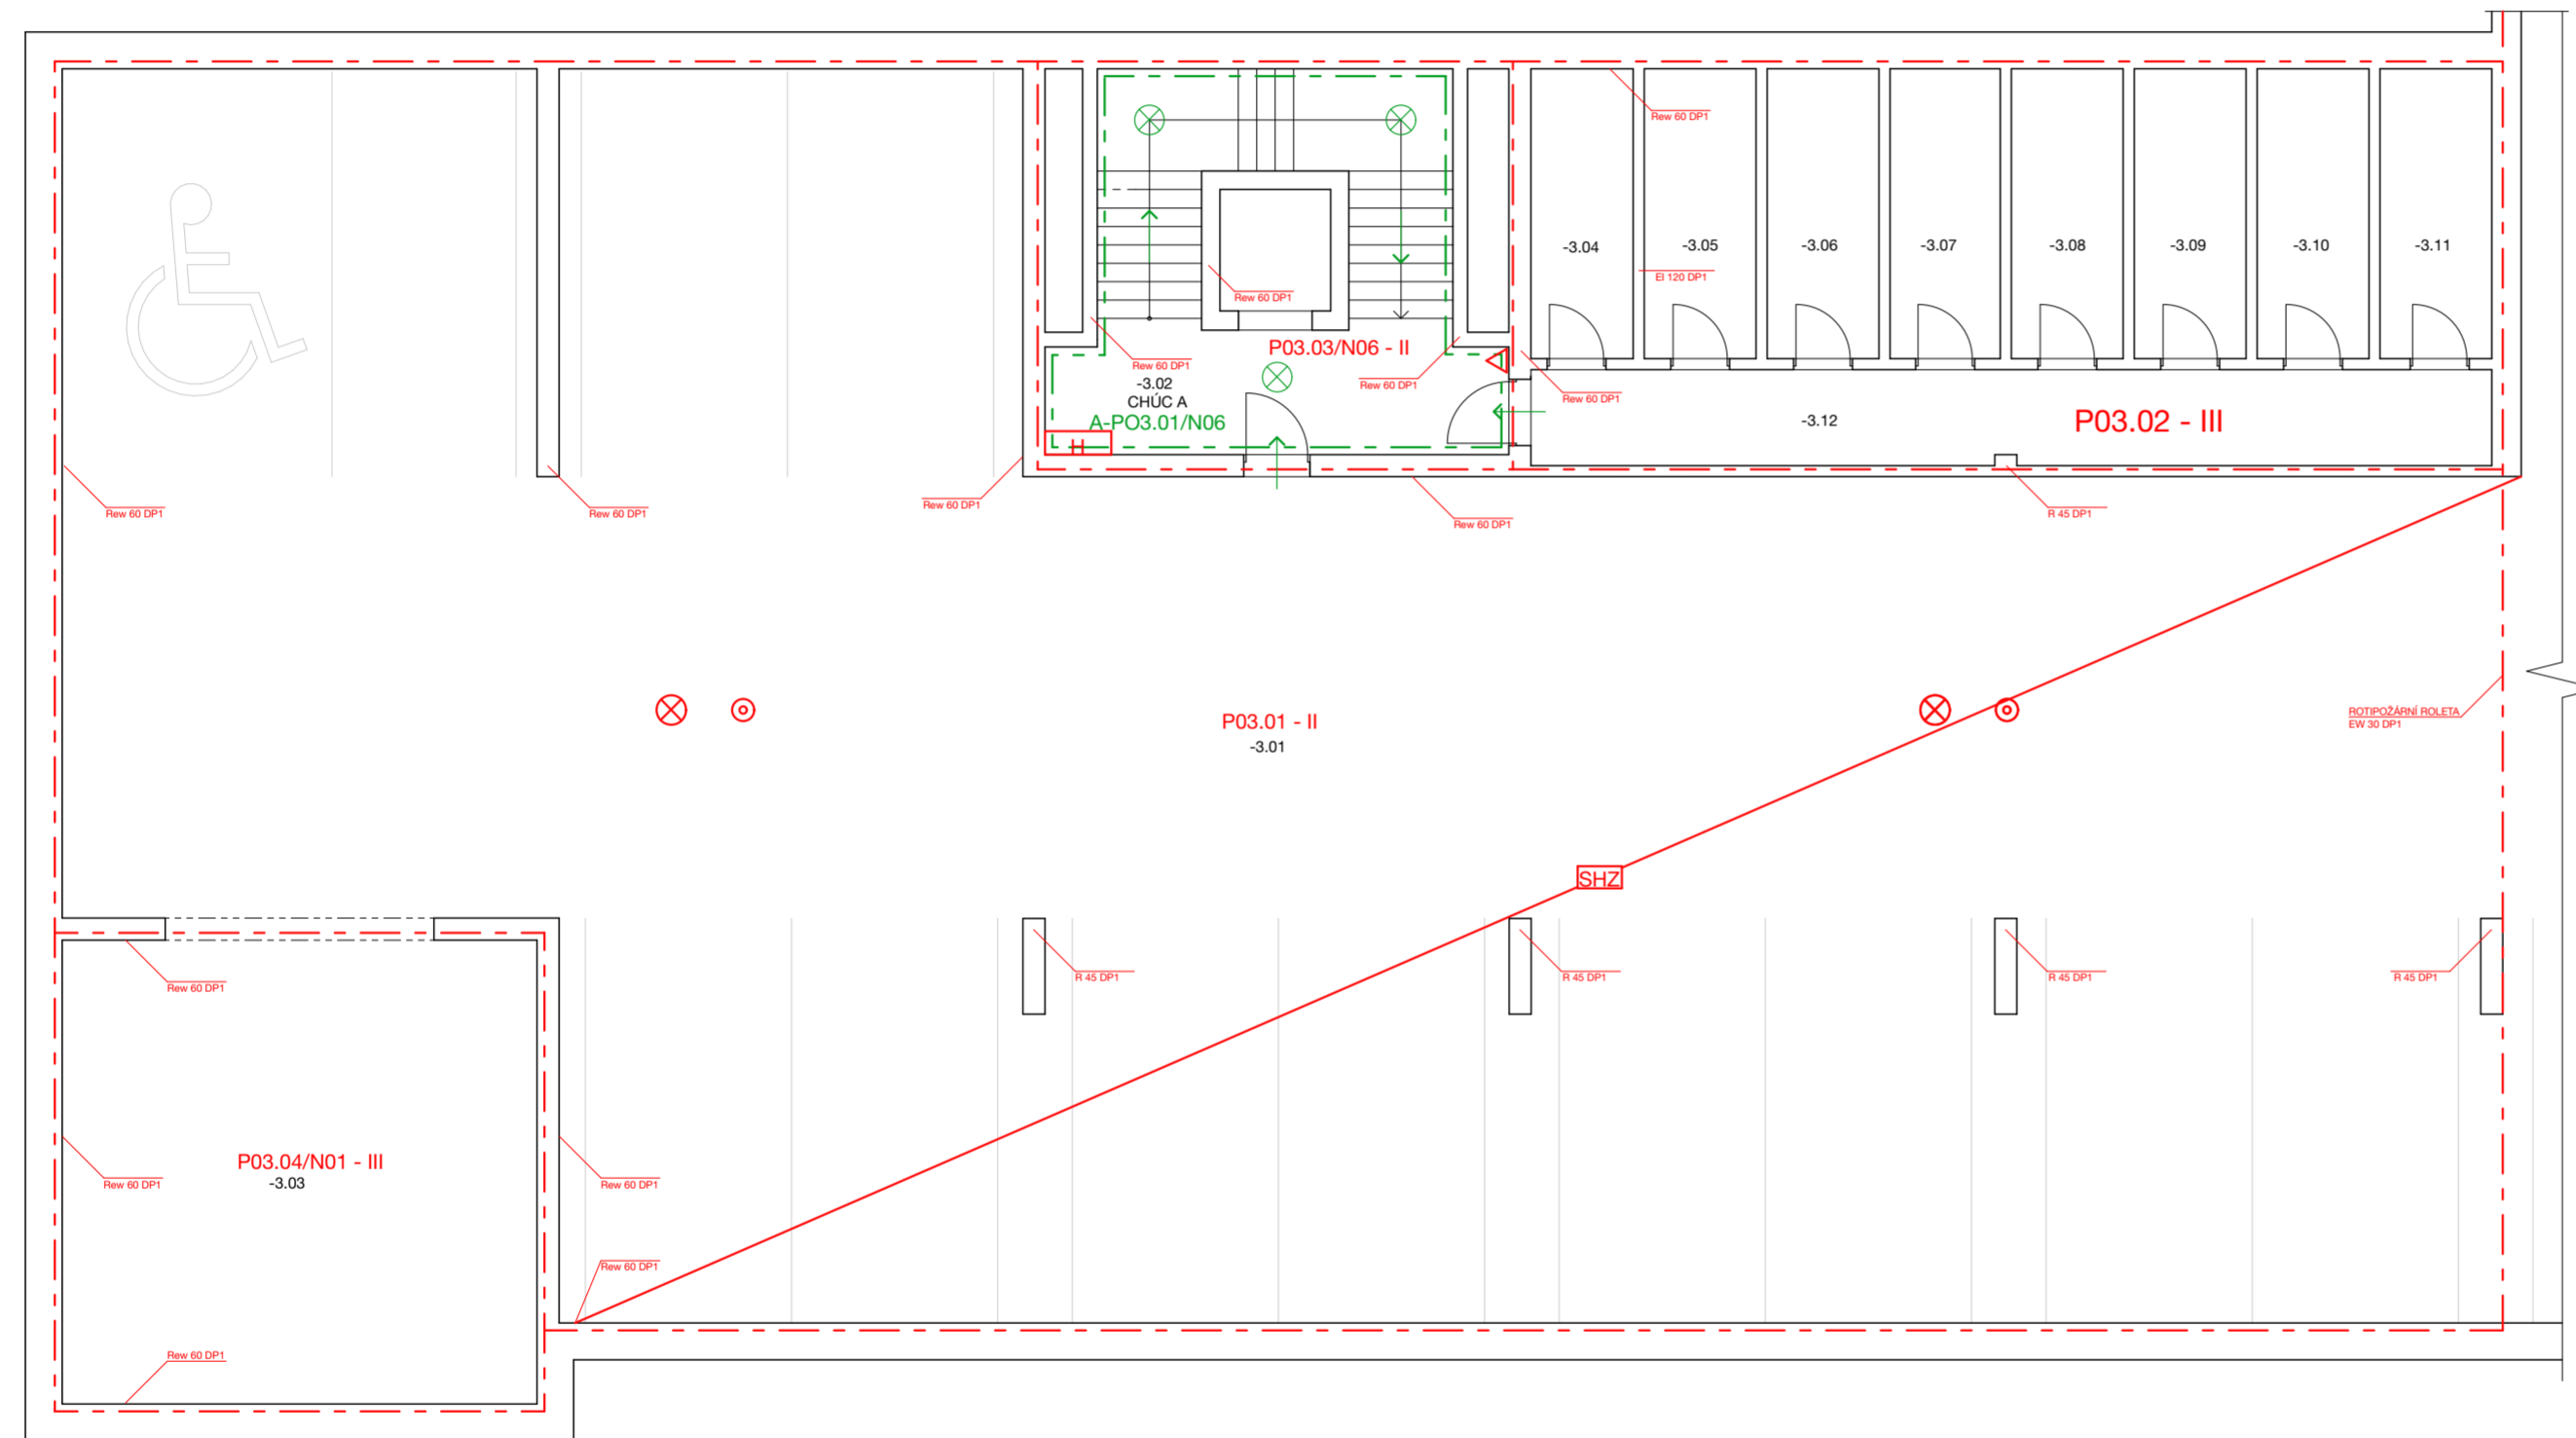 Rew 60 DP1
-3.04
-3.05
-3.06
-3.07
-3.08
-3.09
-3.10
-3.11
EI 120 DP1
Rew 60 DP1
P03.03/N06 - II
Rew 60 DP1
-3.02
CHÚC A
A-PO3.01/N06
H
Rew 60 DP1
Rew 60 DP1
-3.12
P03.02 - III
Rew 60 DP1
Rew 60 DP1
Rew 60 DP1
Rew 60 DP1
R 45 DP1
P03.01 - II
-3.01
ROTIPOŽÁRNÍ ROLETA
EW 30 DP1
SHZ
Rew 60 DP1
R 45 DP1
R 45 DP1
R 45 DP1
R 45 DP1
P03.04/N01 - III
-3.03
Rew 60 DP1
Rew 60 DP1
Rew 60 DP1
Rew 60 DP1